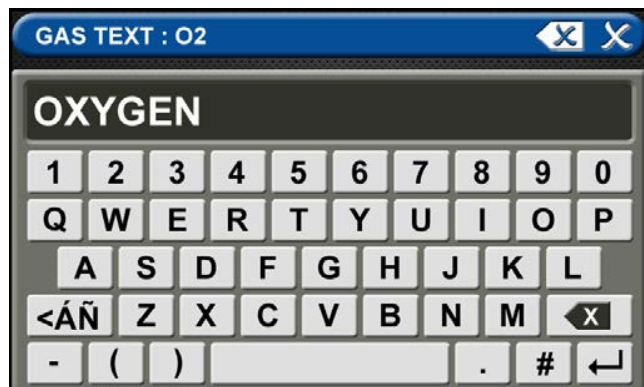 GAS TEXT : O2
OXYGEN
1 2 3 4 5 6 7 8 9 0
Q W E R T Y U I O P
A S D F G H J K L
<ÁÑ Z X C V B N M X
- ( ) . #